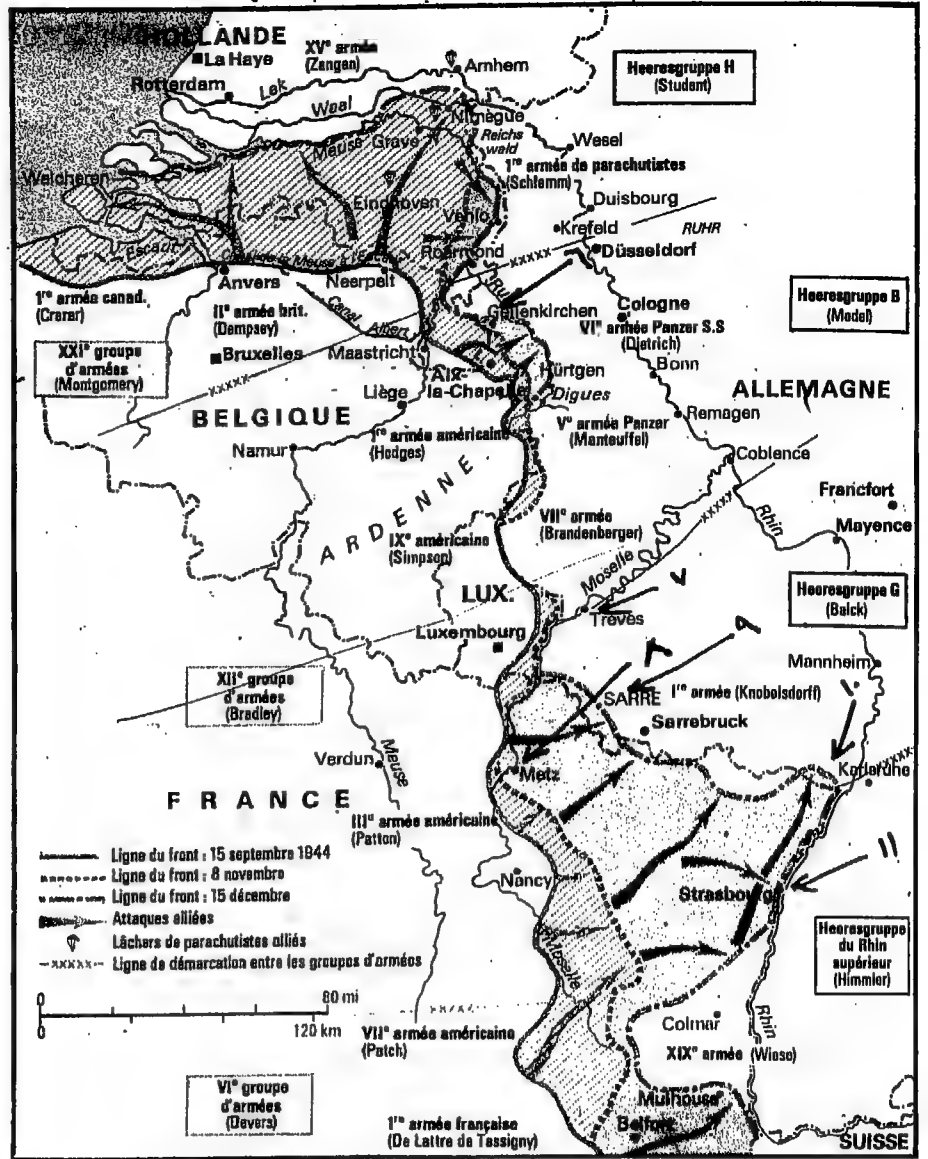 HOLLANDE
La Haye
XVe armée
(Zangen)
Arnhem
Heeresgruppe H
(Student)
Rotterdam
Lek
Waal
Nimègue
Reichs
wald
Wesel
Meuse
Grave
1re armée de parachutistes
(Schlemm)
Walcheren
Duisbourg
Eindhoven
Venlo
Krefeld
RUHR
Düsseldorf
Escaut
Roermond
Anvers
Neerpelt
1re armée canad.
(Crerar)
IIe armée brit.
(Dempsey)
Canal Albert
Geilenkirchen
Cologne
VIe armée Panzer S.S
(Dietrich)
Heeresgruppe B
(Model)
XXIe groupe
d'armées
(Montgomery)
Bruxelles
Maastricht
Bonn
Liège
Aix-
la-Chapelle
Hürtgen
Digues
ALLEMAGNE
BELGIQUE
Remagen
Ire armée américaine
(Hodges)
Ve armée Panzer
(Manteuffel)
Namur
Coblence
ARDENNE
Francfort
Mayence
Rhin
IXe américaine
(Simpson)
VIIe armée
(Brandenberger)
Moselle
LUX.
Heeresgruppe G
(Balck)
V
Trèves
Luxembourg
9
Mannheim
XIIe groupe
d'armées
(Bradley)
SARRE
Ire armée (Knobelsdorff)
Sarrebruck
Meuse
Verdun
Metz
Karlsruhe
FRANCE
IIIe armée américaine
(Patton)
11
Ligne du front : 15 septembre 1944
Ligne du front : 8 novembre
Ligne du front : 15 décembre
Attaques alliées
Lâchers de parachutistes alliés
Ligne de démarcation entre les groupes d'armées
Nancy
Strasbourg
Moselle
Heeresgruppe
du Rhin
supérieur
(Himmler)
0 80 mi
0 120 km
VIIe armée américaine
(Patch)
Colmar
Rhin
XIXe armée (Wiese)
VIe groupe
d'armées
(Devers)
Mulhouse
Belfort
1re armée française
(De Lattre de Tassigny)
SUISSE